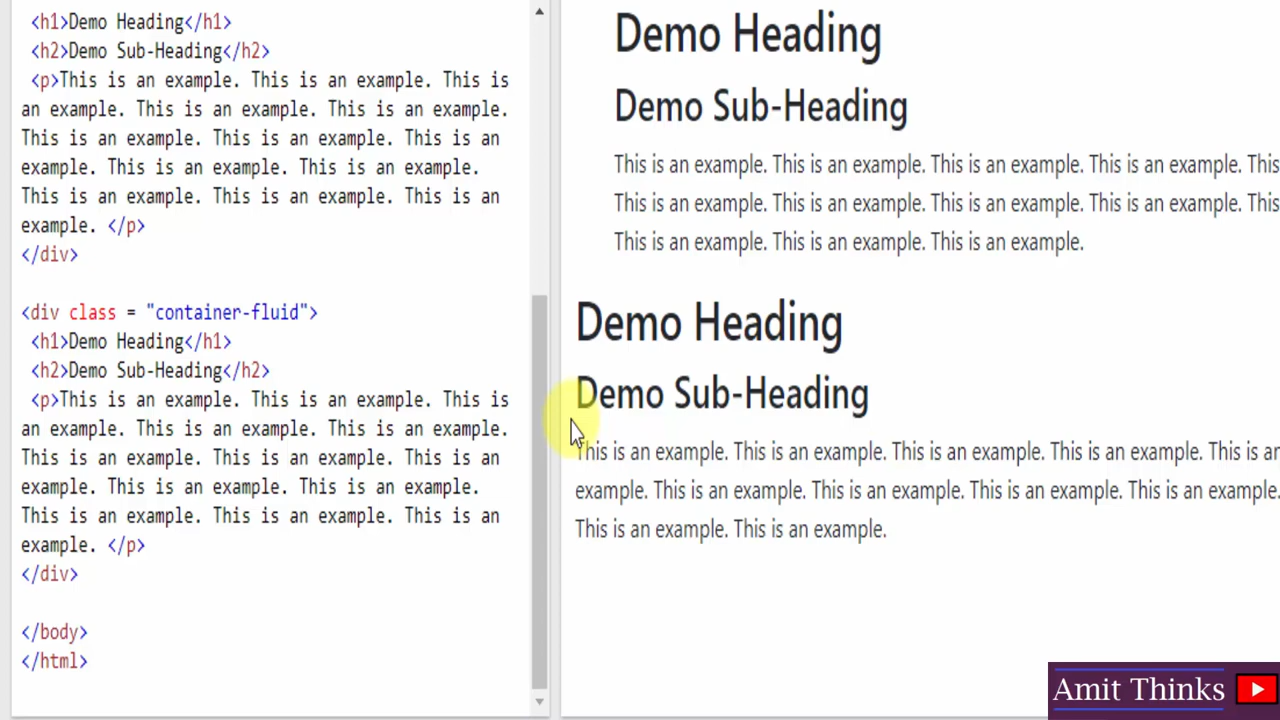 <h1>Demo Heading</h1>
<h2>Demo Sub-Heading</h2>
<p>This is an example. This is an example. This is
an example. This is an example. This is an example.
This is an example. This is an example. This is an
example. This is an example. This is an example.
This is an example. This is an example. This is an
example. </p>
</div>
<div class = "container-fluid">
<h1>Demo Heading</h1>
<h2>Demo Sub-Heading</h2>
<p>This is an example. This is an example. This is
an example. This is an example. This is an example.
This is an example. This is an example. This is an
example. This is an example. This is an example.
This is an example. This is an example. This is an
example. </p>
</div>
</body>
</html>
Demo Heading
Demo Sub-Heading
This is an example. This is an example. This is an example. This is an example. This
This is an example. This is an example. This is an example. This is an example. This
This is an example. This is an example. This is an example.
Demo Heading
Demo Sub-Heading
This is an example. This is an example. This is an example. This is an example. This is an
example. This is an example. This is an example. This is an example. This is an example.
This is an example. This is an example.
Amit Thinks